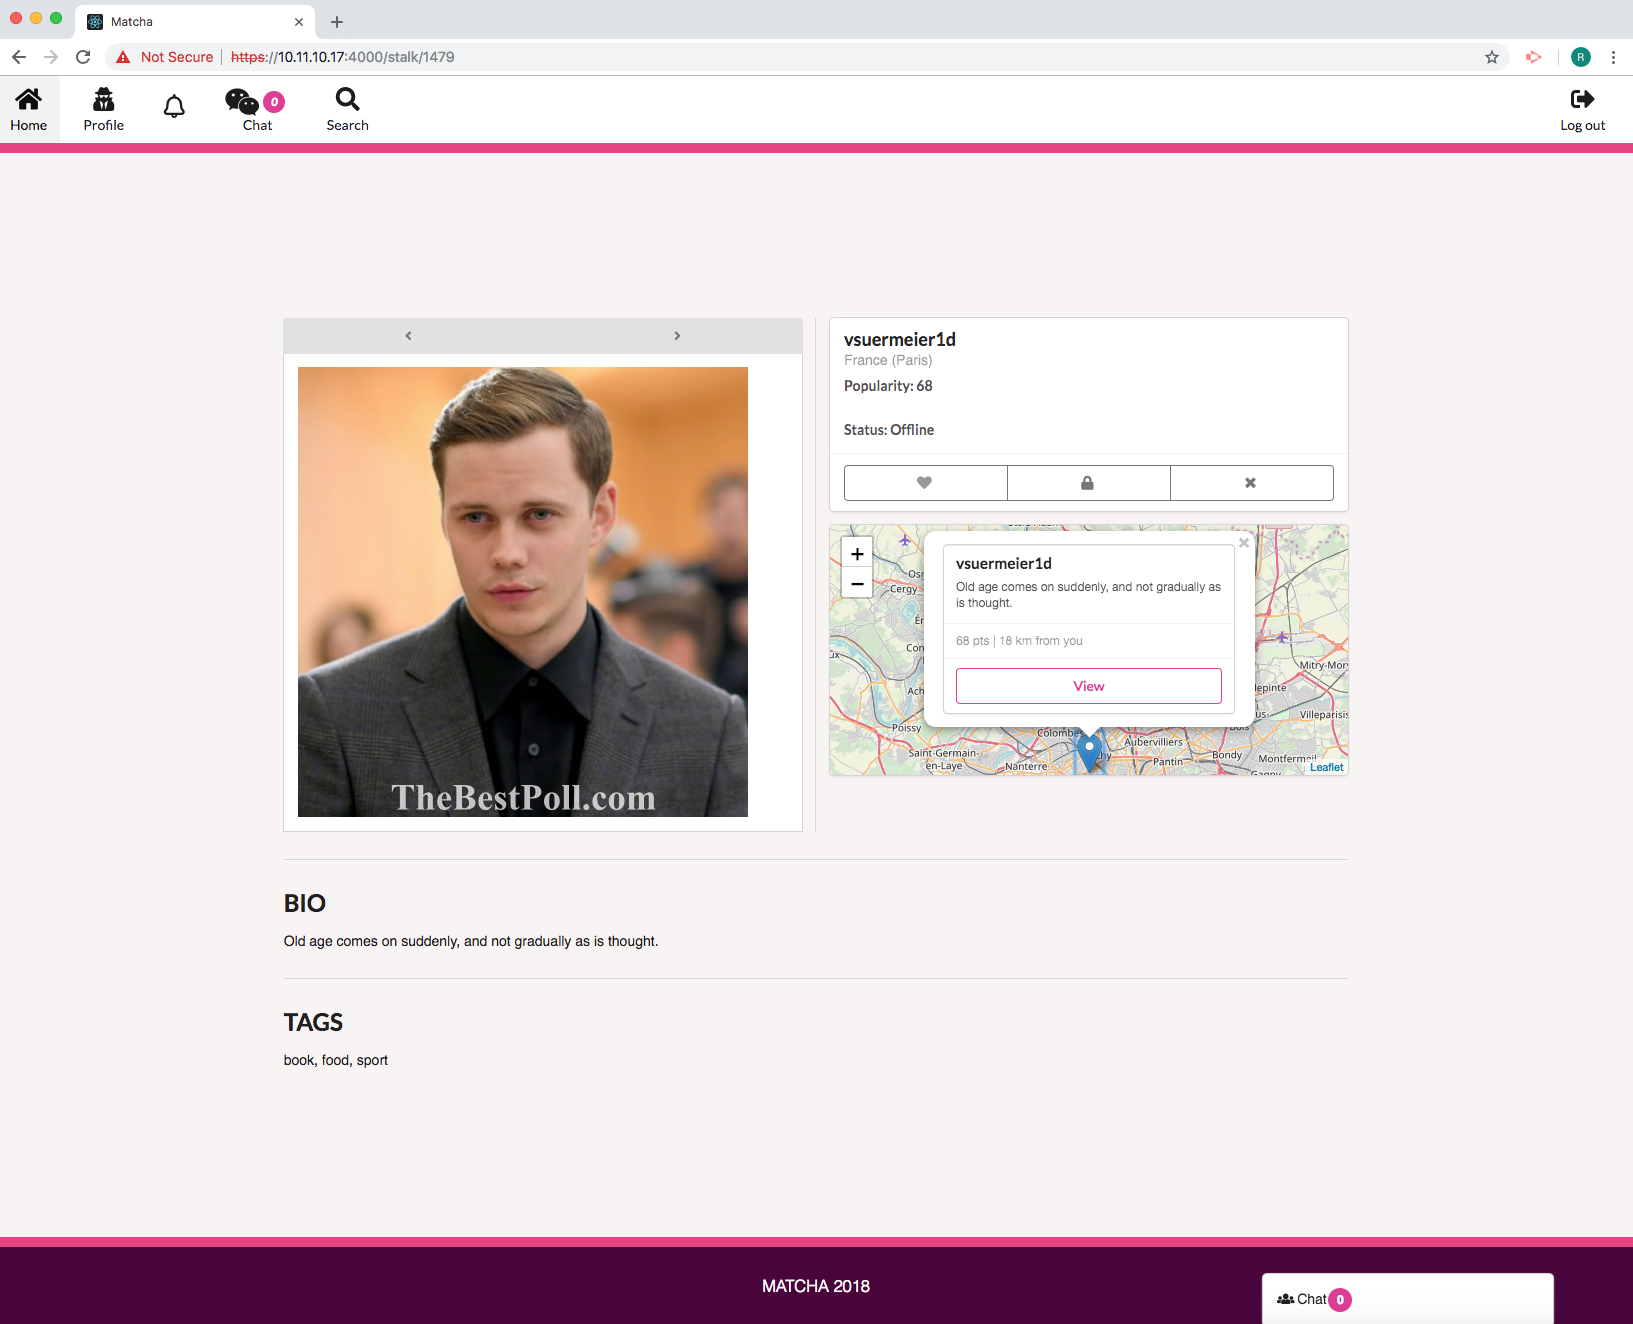 Matcha
Not Secure
https://10.11.10.17:4000/stalk/1479
R
Home
Profile
0
Chat
Search
Log out
TheBestPoll.com
vsuermeier1d
France (Paris)
Popularity: 68
Status: Offline
+
−
vsuermeier1d
Old age comes on suddenly, and not gradually as
is thought.
68 pts | 18 km from you
View
Cergy
Poissy
Saint-Germain-
en-Laye
Nanterre
Colombes
Aubervilliers
Pantin
Bondy
Mitry-Mor
Villeparisis
Montfermeil
Leaflet
BIO
Old age comes on suddenly, and not gradually as is thought.
TAGS
book, food, sport
MATCHA 2018
Chat 0